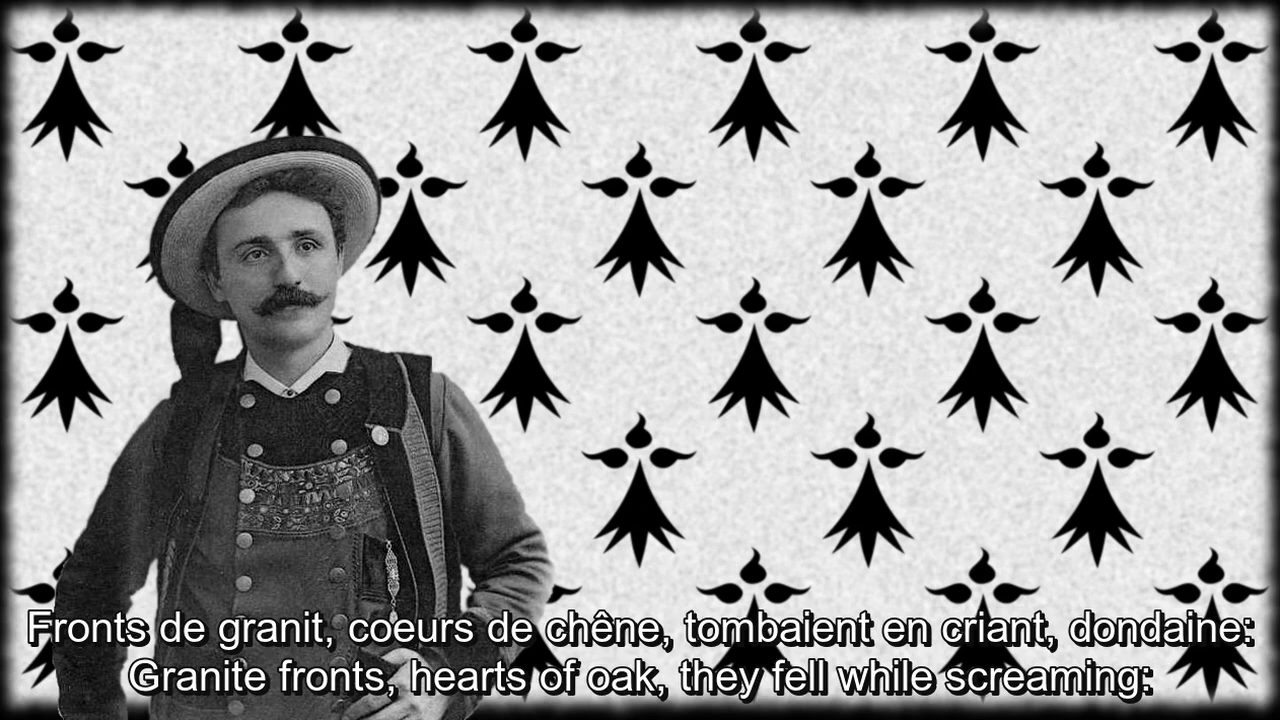 Fronts de granit, coeurs de chêne, tombaient en criant, dondaine:
Granite fronts, hearts of oak, they fell while screaming: